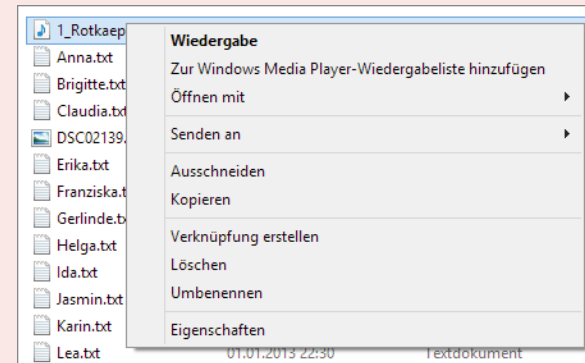 1_Rotkaep
Anna.txt
Brigitte.txt
Claudia.txt
DSC02139.
Erika.txt
Franziska.t
Gerlinde.tx
Helga.txt
Ida.txt
Jasmin.txt
Karin.txt
Lea.txt 01.01.2013 22:30 Textdokument
Wiedergabe
Zur Windows Media Player-Wiedergabeliste hinzufügen
Öffnen mit
Senden an
Ausschneiden
Kopieren
Verknüpfung erstellen
Löschen
Umbenennen
Eigenschaften